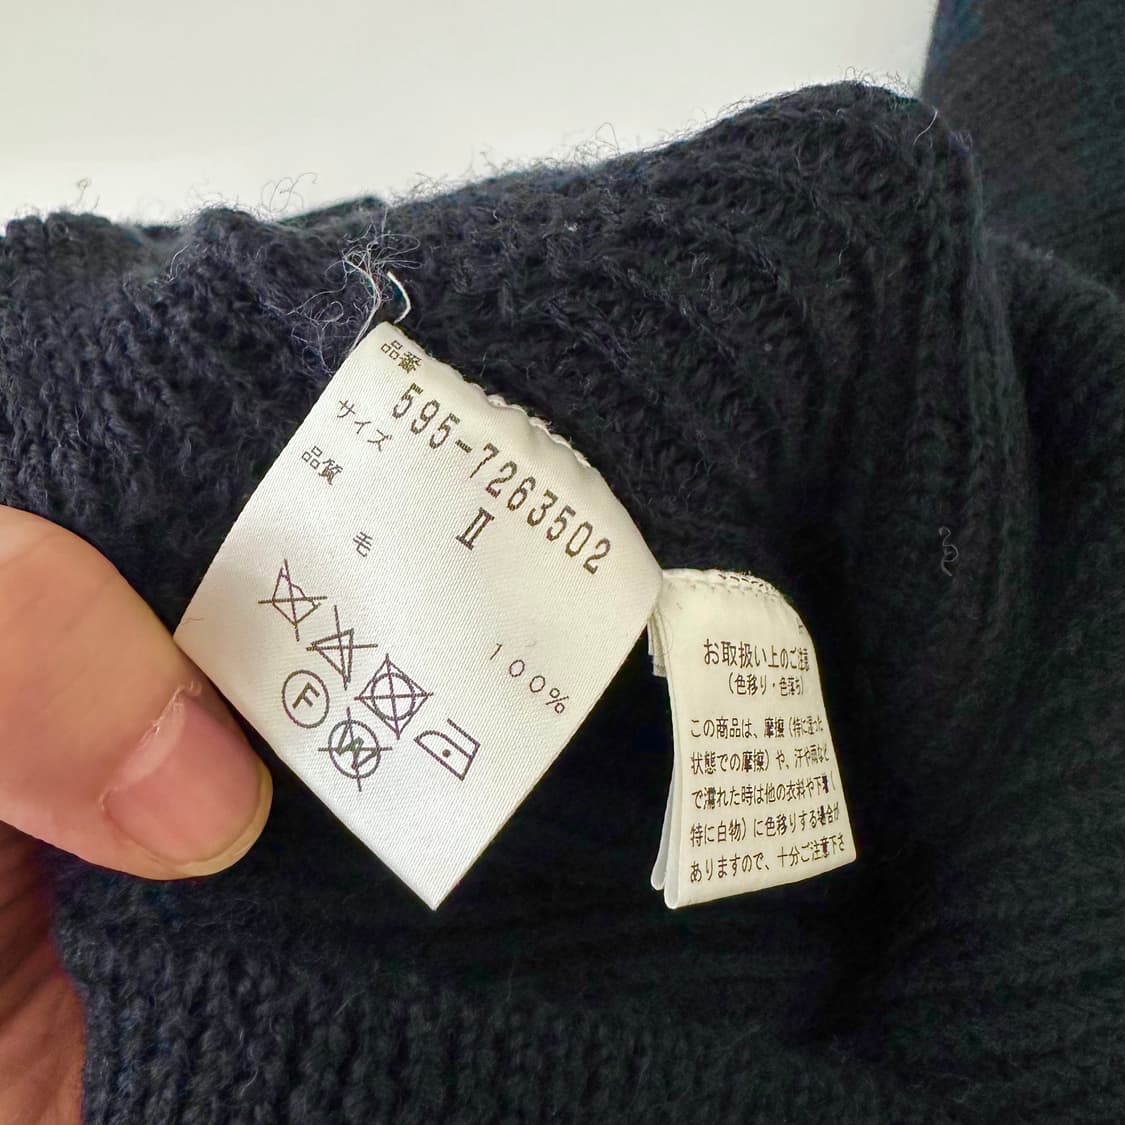 品番
595-7263502
サイズ
Ⅱ
品質
毛
100%
F
W
お取扱い上のご注意
(色移り・色落ち)
この商品は、摩擦(特に湿った
状態での摩擦)や、汗や雨など
で濡れた時は他の衣料や下着(
特に白物)に色移りする場合が
ありますので、十分ご注意下さ